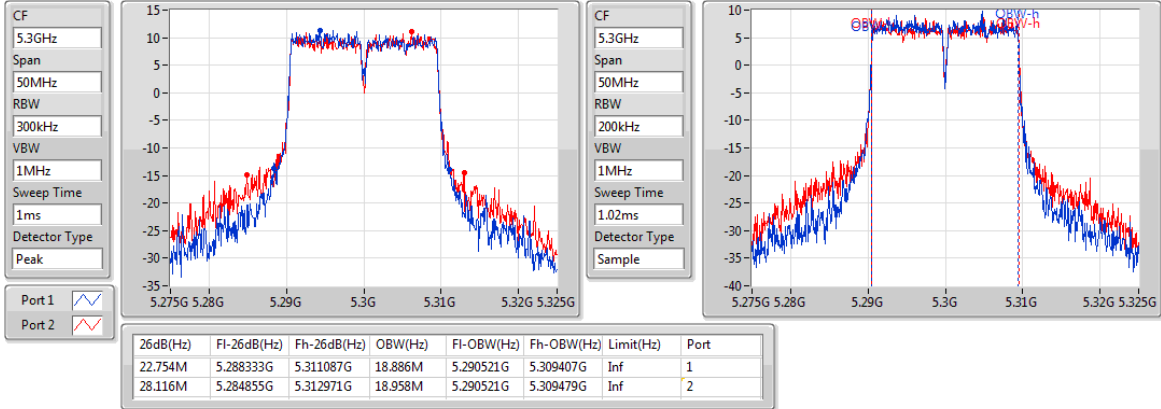 CF
5.3GHz
Span
50MHz
RBW
300kHz
VBW
1MHz
Sweep Time
1ms
Detector Type
Peak
Port 1
Port 2
15
10
5
0
-5
-10
-15
-20
-25
-30
-35
5.275G 5.28G 5.29G 5.3G 5.31G 5.32G 5.325G
CF
5.3GHz
Span
50MHz
RBW
200kHz
VBW
1MHz
Sweep Time
1.02ms
Detector Type
Sample
10
5
0
-5
-10
-15
-20
-25
-30
-35
-40
OBW-h
OBW-h
5.275G 5.28G 5.29G 5.3G 5.31G 5.32G 5.325G
26dB(Hz) Fl-26dB(Hz) Fh-26dB(Hz) OBW(Hz) Fl-OBW(Hz) Fh-OBW(Hz) Limit(Hz) Port
22.754M 5.288333G 5.311087G 18.886M 5.290521G 5.309407G Inf 1
28.116M 5.284855G 5.312971G 18.958M 5.290521G 5.309479G Inf 2